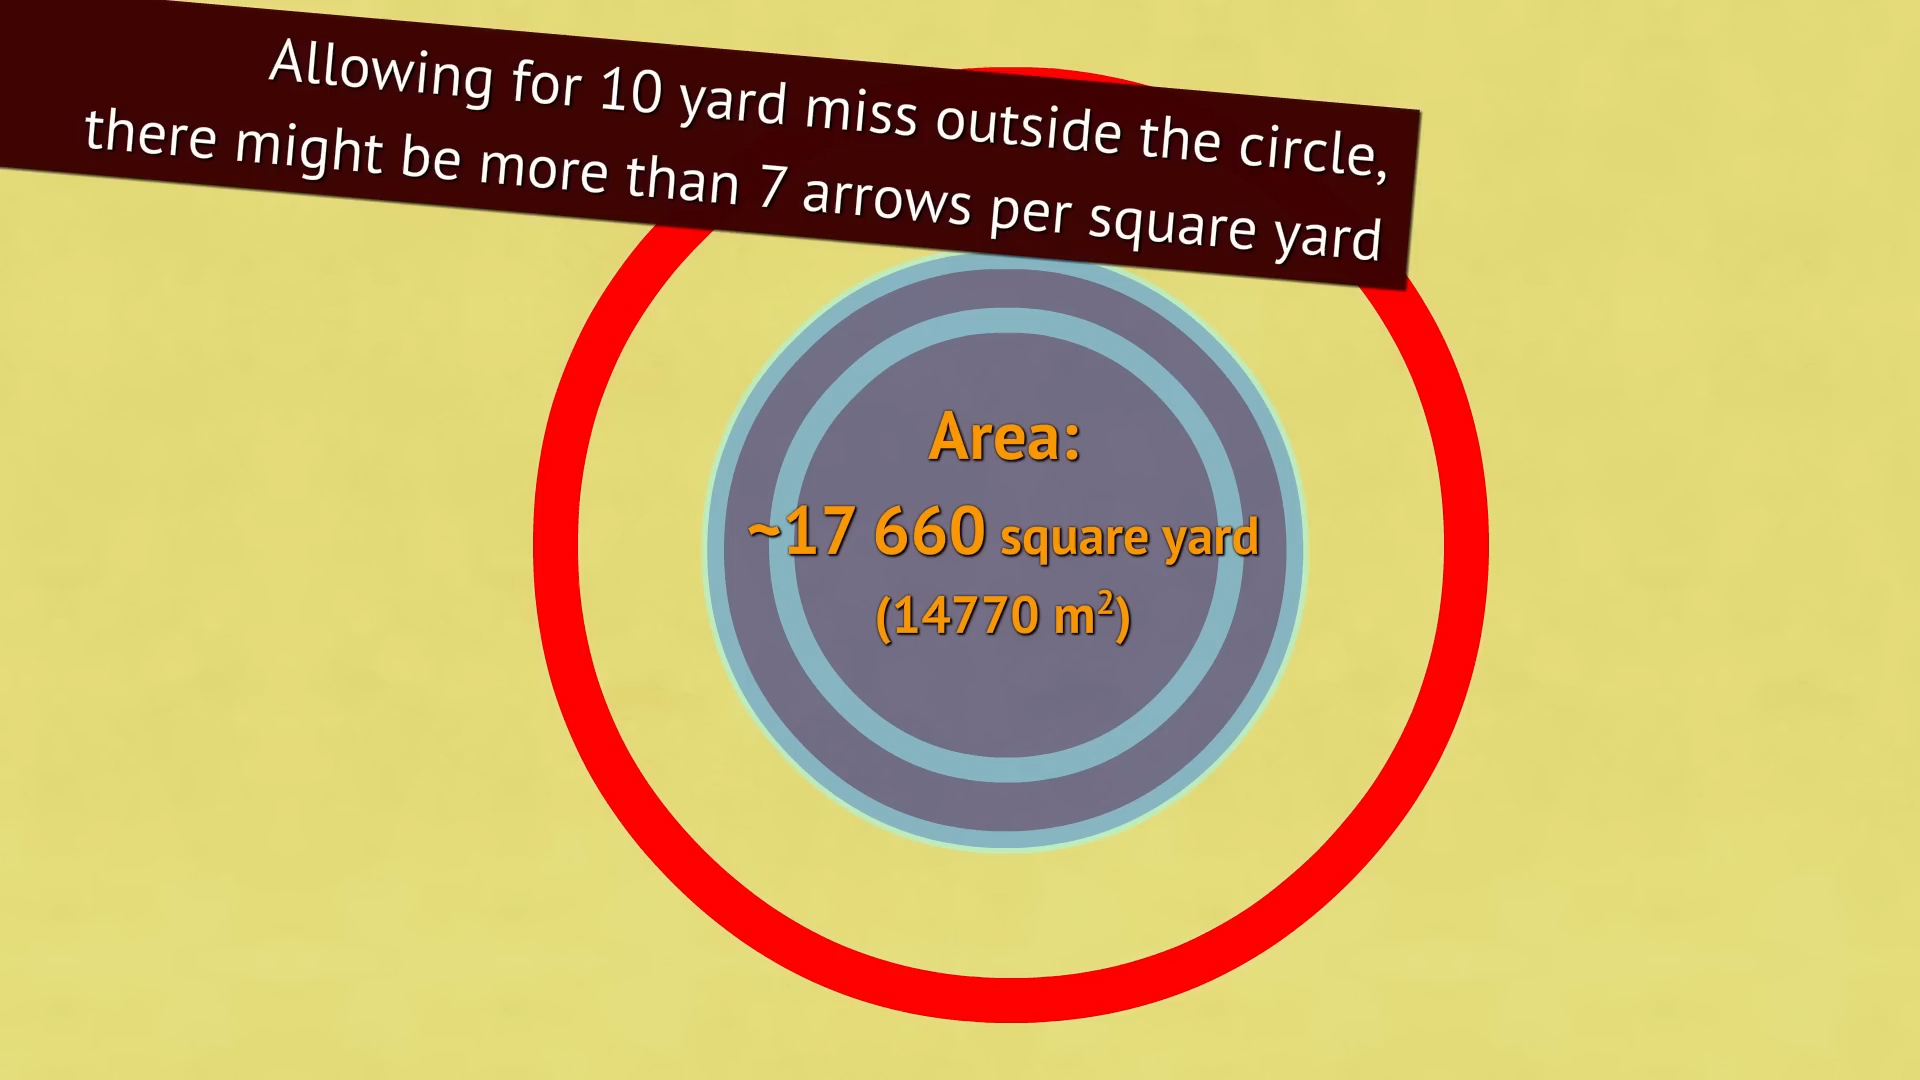 Allowing for 10 yard miss outside the circle,
there might be more than 7 arrows per square yard
Area:
~17 660 square yard
(14770 m²)